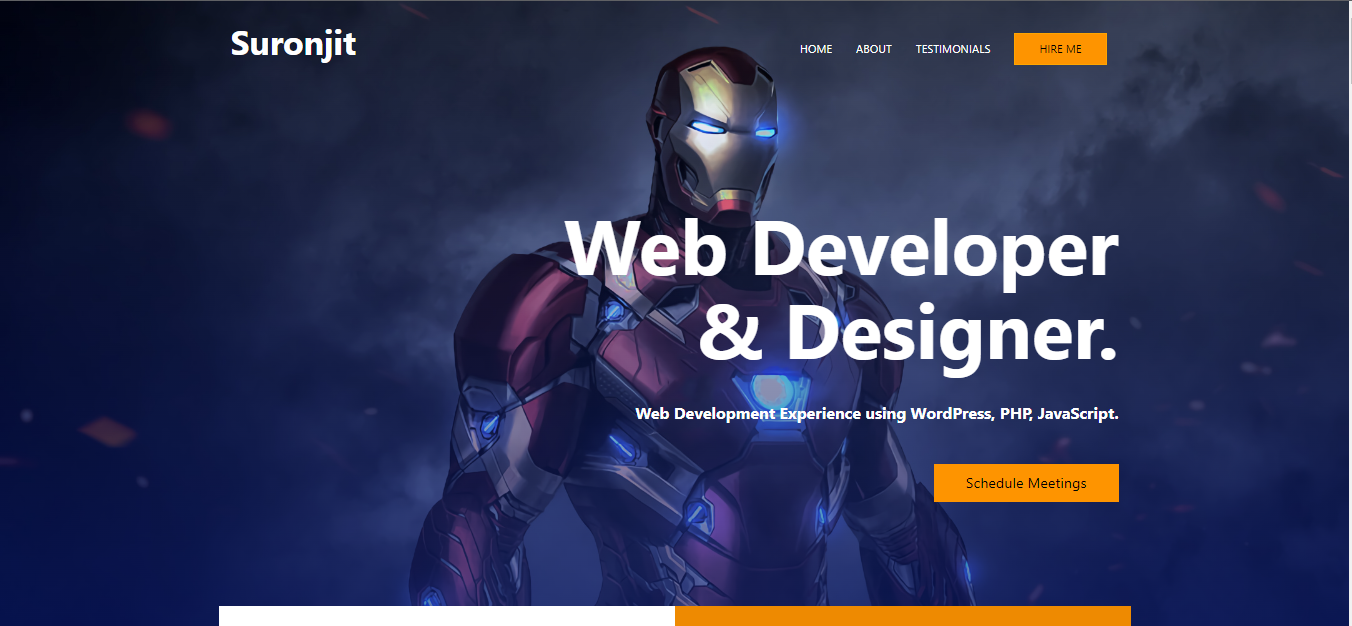 Suronjit
HOME ABOUT TESTIMONIALS HIRE ME
Web Developer
& Designer.
Web Development Experience using WordPress, PHP, JavaScript.
Schedule Meetings